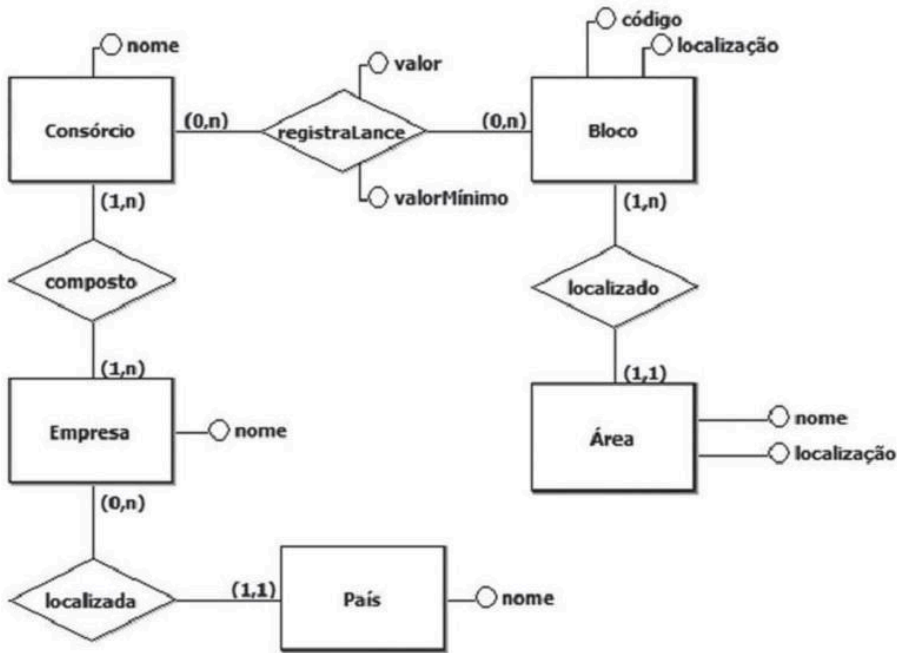 nome
código
localização
valor
Consórcio
(0,n)
registraLance
(0,n)
Bloco
valorMínimo
(1,n)
(1,n)
composto
localizado
(1,n)
(1,1)
Empresa
nome
Área
nome
localização
(0,n)
localizada
(1,1)
País
nome